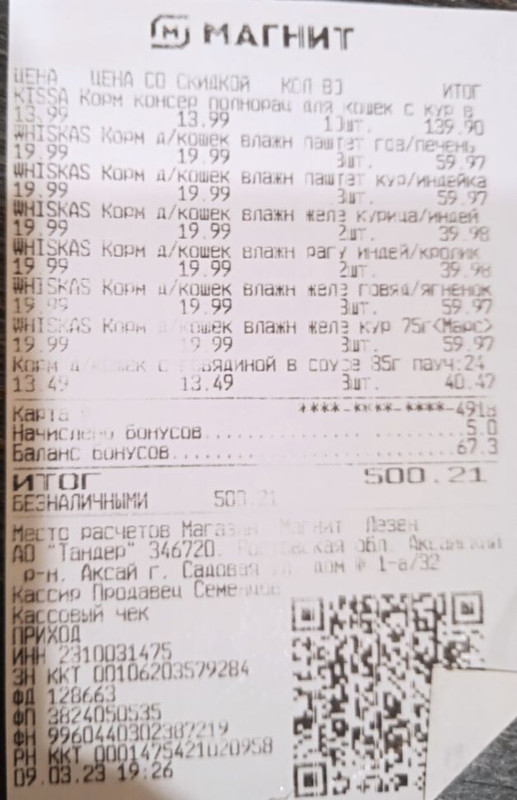 МАГНИТ
ЦЕНА ЦЕНА СО СКИДКОЙ КОЛ ВО ИТОГ
KISSA Корм консер полнорац для кошек с кур в
13.99 13.99 10шт. 139.90
WHISKAS Корм д/кошек влажн паштет гов/печень
19.99 19.99 3шт. 59.97
WHISKAS Корм д/кошек влажн паштет кур/индейка
19.99 19.99 3шт. 59.97
WHISKAS Корм д/кошек влажн желе курица/индей
19.99 19.99 2шт. 39.98
WHISKAS Корм д/кошек влажн рагу индей/кролик
19.99 19.99 2шт. 39.98
WHISKAS Корм д/кошек влажн желе говяд/ягненок
19.99 19.99 3шт. 59.97
WHISKAS Корм д/кошек влажн желе кур 75г<Марс>
19.99 19.99 3шт. 59.97
Корм д/кошек с говядиной в соусе 85г пауч:24
13.49 13.49 3шт. 40.47
Карта ****-****-****-4918
Начислено бонусов 5.0
Баланс бонусов 67.3
ИТОГ 500.21
БЕЗНАЛИЧНЫМИ 500.21
Место расчетов Магазин Магнит
АО "Тандер" 346720. Ростовская обл. Аксайский
р-н. Аксай г. Садовая ул. дом № 1-а/32
Кассир Продавец
Кассовый чек
ПРИХОД
ИНН 2310031475
ЗН ККТ 00106203579284
ФД 128663
ФП 3824050535
ФН 9960440302387219
РН ККТ 0001475421020958
09.03.23 19:26